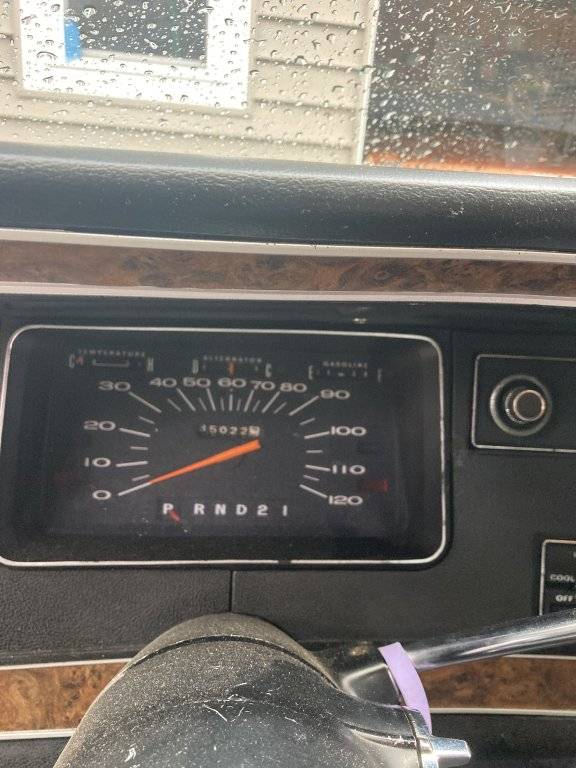 TEMPERATURE ALTERNATOR GASOLINE
C H D C E F
30 40 50 60 70 80 90
20 100
10 110
0 120
P R N D 2 1
COOL
OFF